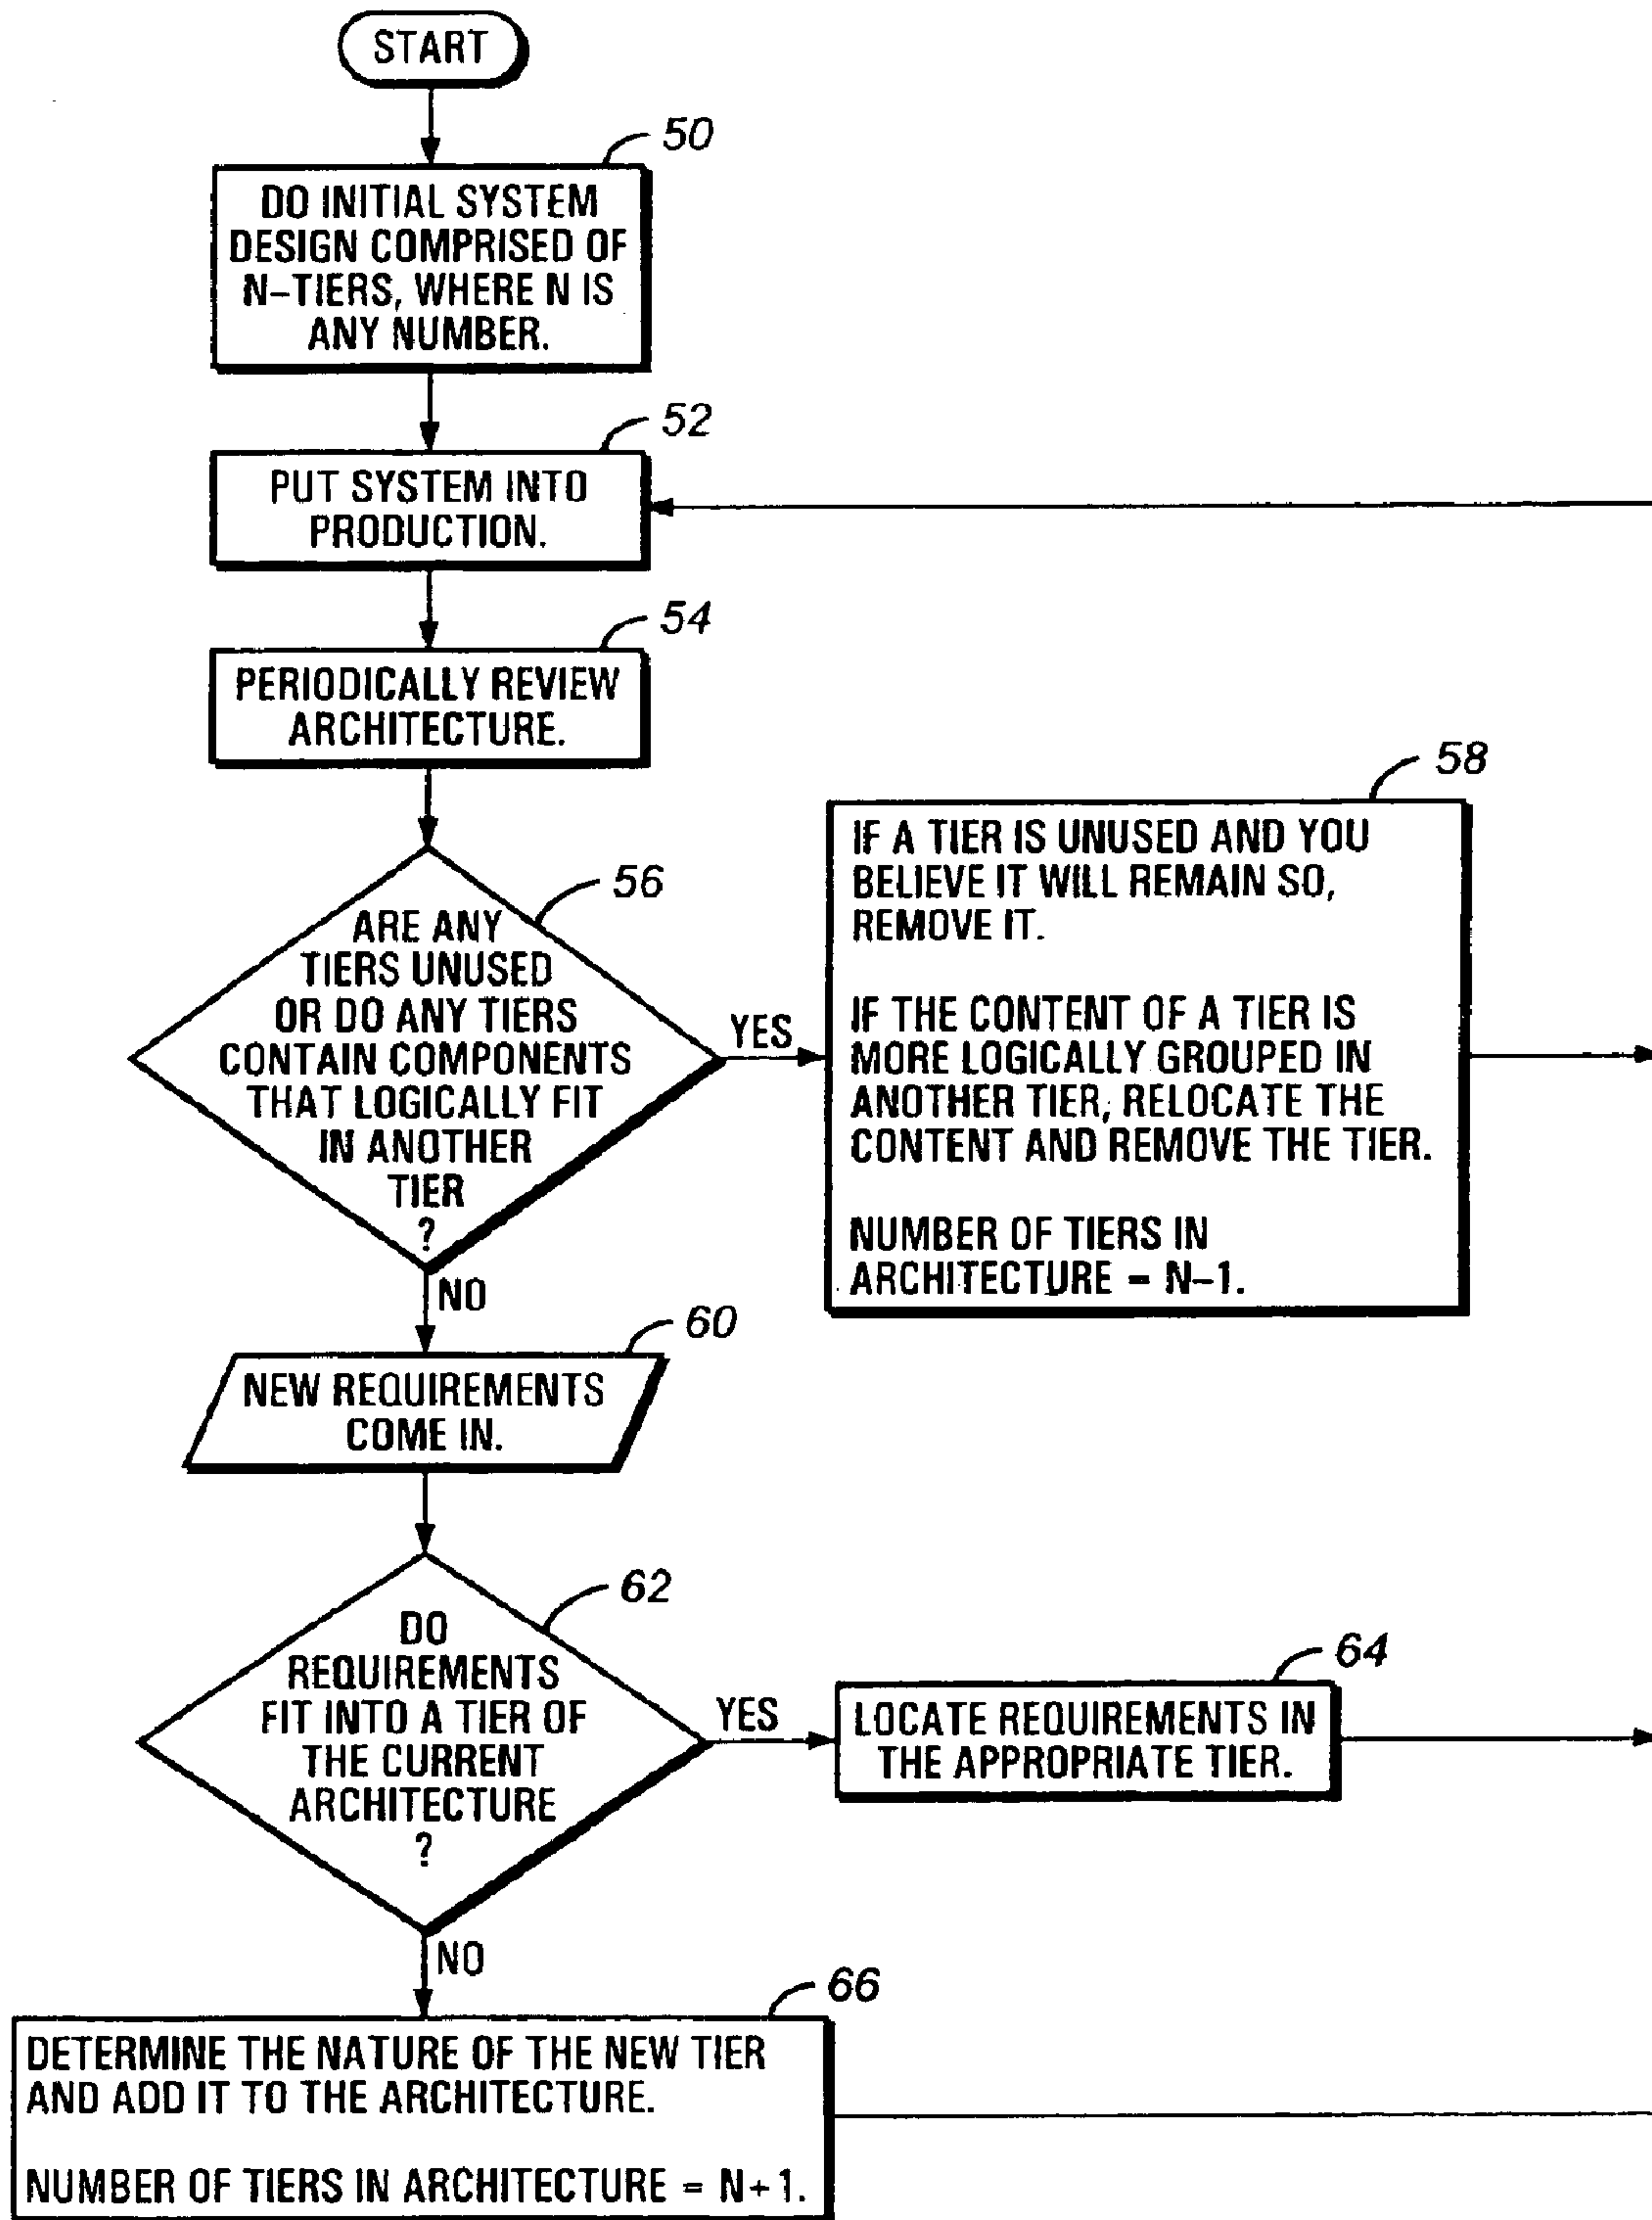 START
50
DO INITIAL SYSTEM
DESIGN COMPRISED OF
N-TIERS, WHERE N IS
ANY NUMBER.
52
PUT SYSTEM INTO
PRODUCTION.
54
PERIODICALLY REVIEW
ARCHITECTURE.
56
ARE ANY
TIERS UNUSED
OR DO ANY TIERS
CONTAIN COMPONENTS
THAT LOGICALLY FIT
IN ANOTHER
TIER
?
YES
58
IF A TIER IS UNUSED AND YOU
BELIEVE IT WILL REMAIN SO,
REMOVE IT.
IF THE CONTENT OF A TIER IS
MORE LOGICALLY GROUPED IN
ANOTHER TIER, RELOCATE THE
CONTENT AND REMOVE THE TIER.
NUMBER OF TIERS IN
ARCHITECTURE = N-1.
NO
60
NEW REQUIREMENTS
COME IN.
62
DO
REQUIREMENTS
FIT INTO A TIER OF
THE CURRENT
ARCHITECTURE
?
YES
64
LOCATE REQUIREMENTS IN
THE APPROPRIATE TIER.
NO
66
DETERMINE THE NATURE OF THE NEW TIER
AND ADD IT TO THE ARCHITECTURE.
NUMBER OF TIERS IN ARCHITECTURE = N+1.